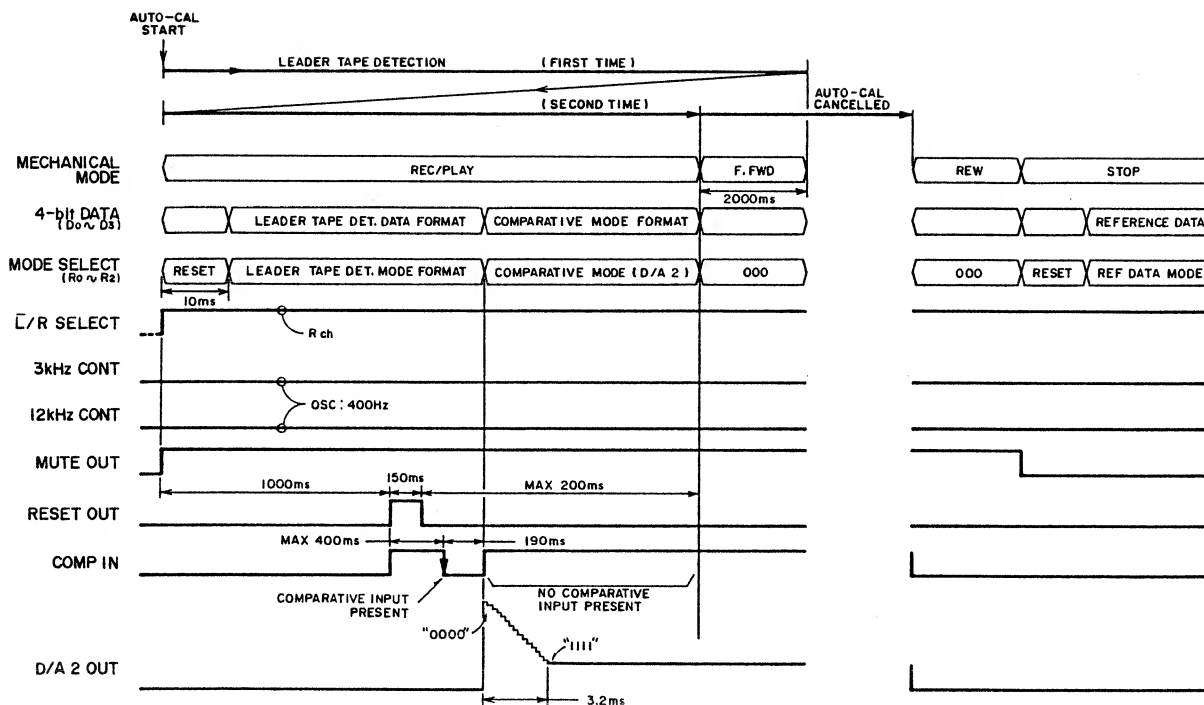 AUTO-CAL
START
LEADER TAPE DETECTION
(FIRST TIME)
(SECOND TIME)
AUTO-CAL
CANCELLED
MECHANICAL
MODE
REC/PLAY
F.FWD
REW
STOP
2000ms
4-bit DATA
(D0~D3)
LEADER TAPE DET. DATA FORMAT
COMPARATIVE MODE FORMAT
REFERENCE DATA
MODE SELECT
(R0~R2)
RESET
LEADER TAPE DET. MODE FORMAT
COMPARATIVE MODE (D/A 2)
000
000
RESET
REF DATA MODE
10ms
L̅/R SELECT
R ch
3kHz CONT
OSC : 400Hz
12kHz CONT
MUTE OUT
1000ms
150ms
MAX 200ms
RESET OUT
MAX 400ms
190ms
COMP IN
COMPARATIVE INPUT
PRESENT
NO COMPARATIVE
INPUT PRESENT
"0000"
"1111"
D/A 2 OUT
3.2ms